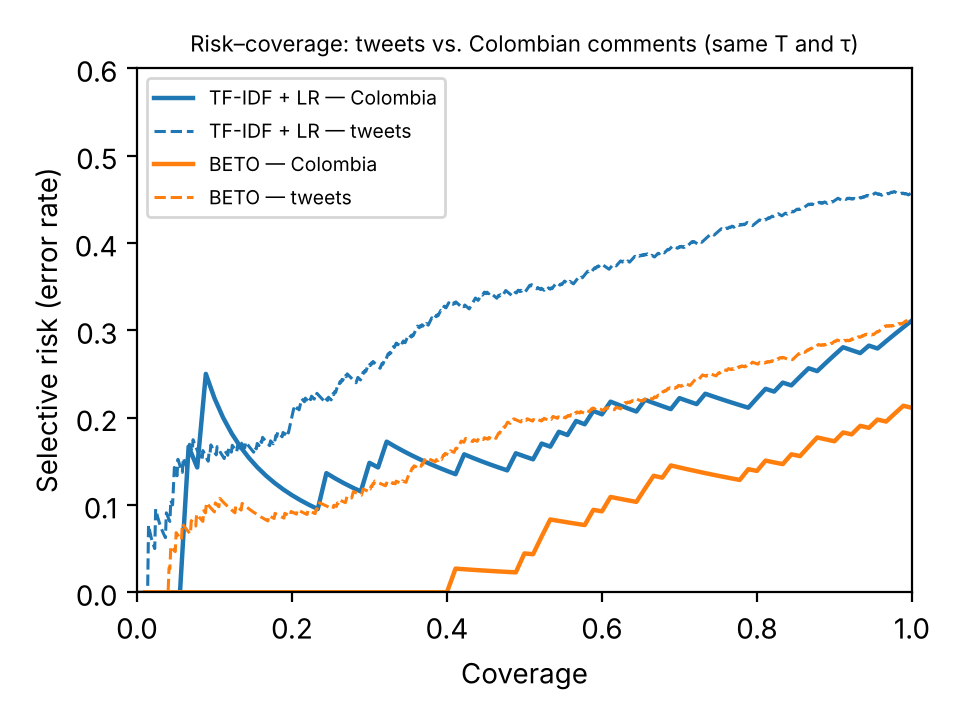 Risk–coverage: tweets vs. Colombian comments (same T and τ)
TF-IDF + LR — Colombia
TF-IDF + LR — tweets
BETO — Colombia
BETO — tweets
Selective risk (error rate)
0.6
0.5
0.4
0.3
0.2
0.1
0.0
0.0 0.2 0.4 0.6 0.8 1.0
Coverage